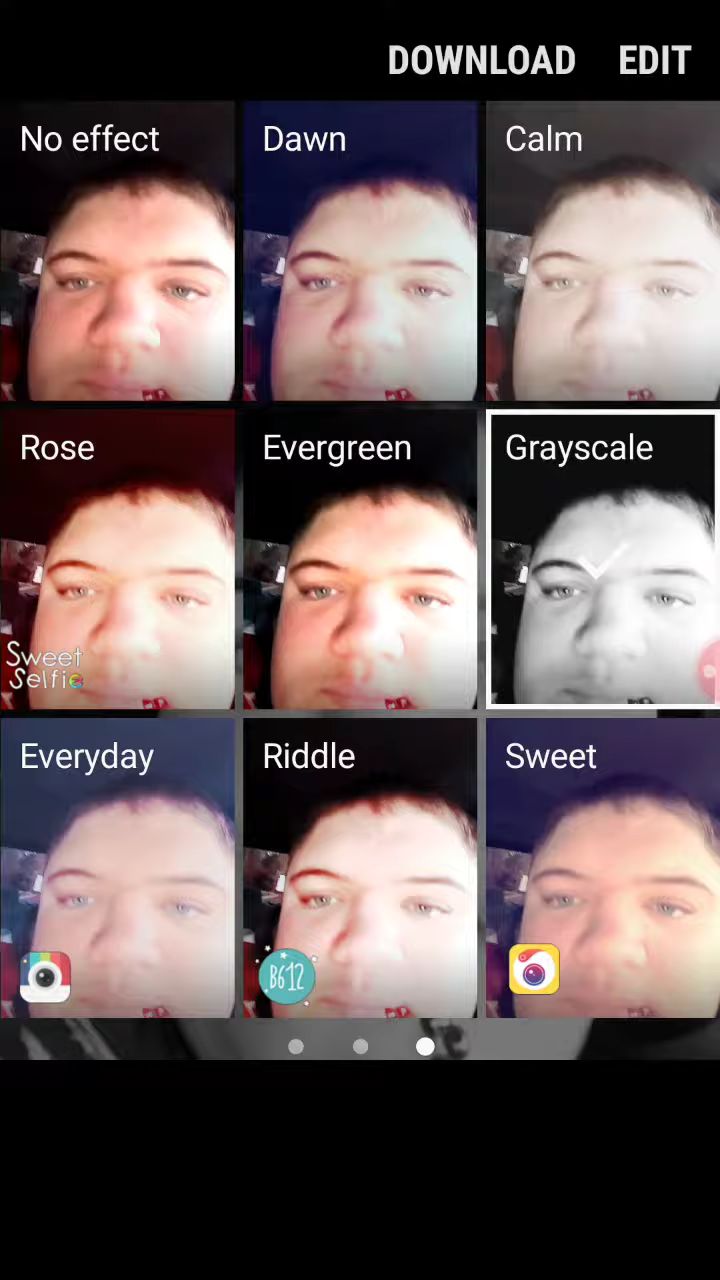 DOWNLOAD EDIT
No effect Dawn Calm
Rose Evergreen Grayscale
Sweet
Selfie
Everyday Riddle Sweet
B612